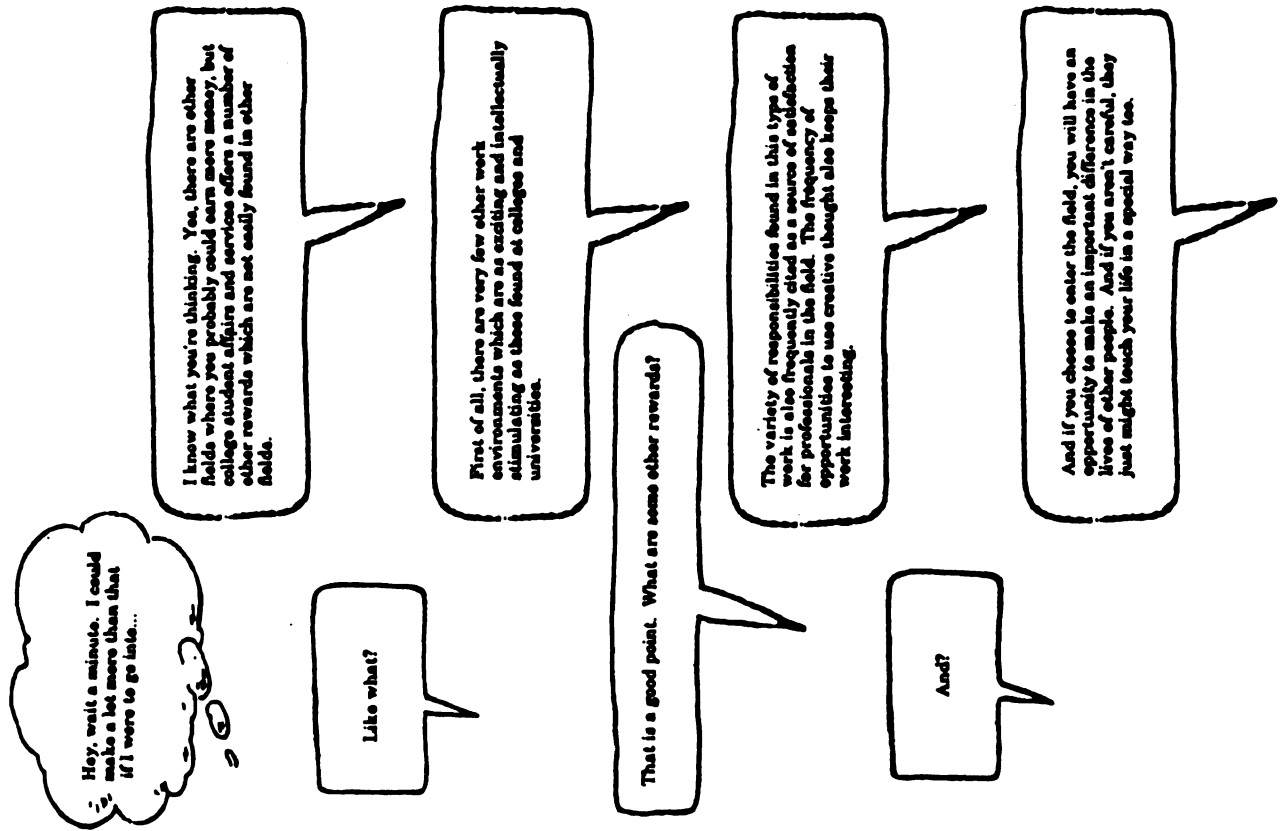 Hey, wait a minute. I could
make a lot more than that
if I were to go into...
I know what you're thinking. Yes, there are other
fields where you probably could earn more money, but
college student affairs and services offers a number of
other rewards which are not easily found in other
fields.
Like what?
First of all, there are very few other work
environments which are as exciting and intellectually
stimulating as those found at colleges and
universities.
That is a good point. What are some other rewards?
The variety of responsibilities found in this type of
work is also frequently cited as a source of satisfaction
for professionals in the field. The frequency of
opportunities to use creative thought also keeps their
work interesting.
And?
And if you choose to enter the field, you will have an
opportunity to make an important difference in the
lives of other people. And if you aren't careful, they
just might touch your life in a special way too.